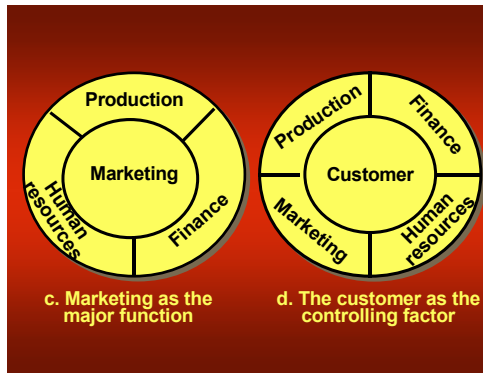 Production
Marketing
Human
resources
Finance
c. Marketing as the
major function
Production
Finance
Customer
Marketing
Human
resources
d. The customer as the
controlling factor